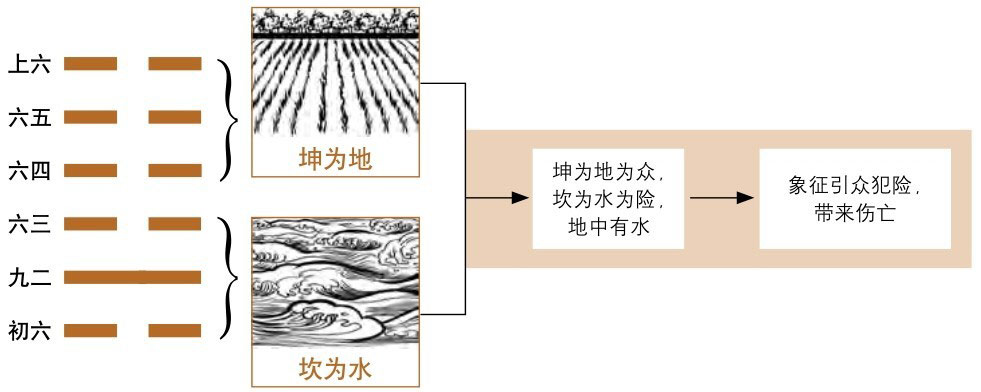 上六
六五
六四
六三
九二
初六
坤为地
坎为水
坤为地为众，
坎为水为险，
地中有水
象征引众犯险，
带来伤亡